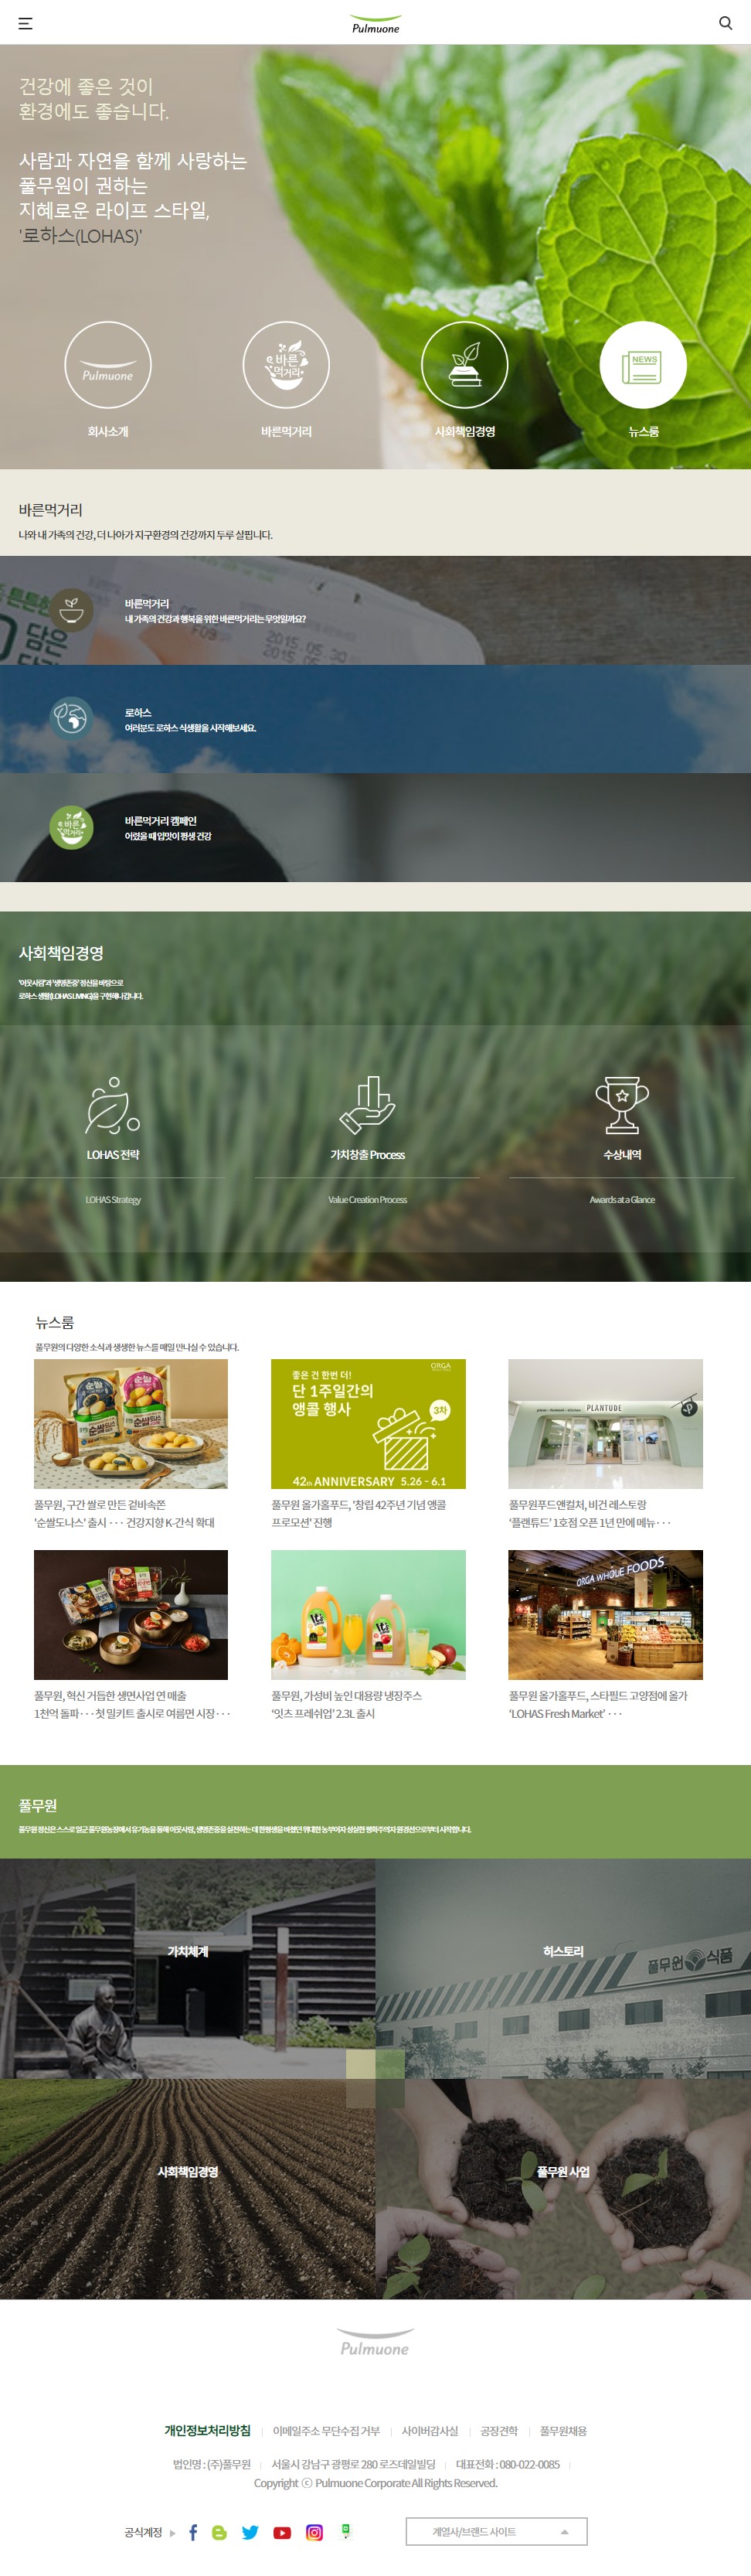 Pulmuone
건강에 좋은 것이
환경에도 좋습니다.
사람과 자연을 함께 사랑하는
풀무원이 권하는
지혜로운 라이프 스타일,
'로하스(LOHAS)'
Pulmuone
바른
먹거리
NEWS
회사소개
바른먹거리
사회책임경영
뉴스룸
바른먹거리
나와 내 가족의 건강, 더 나아가 지구환경의 건강까지 두루 살핍니다.
담은
F09
2015.05.30
바른먹거리
내 가족의 건강과 행복을 위한 바른먹거리는 무엇일까요?
로하스
여러분도 로하스 식생활을 시작해보세요.
바른
먹거리
바른먹거리 캠페인
어렸을 때 입맛이 평생 건강
사회책임경영
'이웃사랑'과 '생명존중' 정신을 바탕으로
로하스 생활(LOHAS LIVING)을 구현해나갑니다.
LOHAS 전략
가치창출 Process
수상내역
LOHAS Strategy
Value Creation Process
Awards at a Glance
뉴스룸
풀무원의 다양한 소식과 생생한 뉴스를 매일 만나실 수 있습니다.
순쌀
순쌀
ORGA
좋은 건 한번 더!
단 1주일간의
앵콜 행사
3차
42th ANNIVERSARY 5.26 - 6.1
PLANTUDE
풀무원, 구간 쌀로 만든 겉바속쫀
'순쌀도나스' 출시 ··· 건강지향 K-간식 확대
풀무원 올가홀푸드, '창립 42주년 기념 앵콜
프로모션' 진행
풀무원푸드앤컬처, 비건 레스토랑
‘플랜튜드’ 1호점 오픈 1년 만에 메뉴···
ORGA WHOLE FOODS
풀무원, 혁신 거듭한 생면사업 연 매출
1천억 돌파···첫 밀키트 출시로 여름면 시장···
풀무원, 가성비 높인 대용량 냉장주스
‘잇츠 프레쉬업’ 2.3L 출시
풀무원 올가홀푸드, 스타필드 고양점에 올가
‘LOHAS Fresh Market’ ···
풀무원
풀무원 정신은 스스로 일군 풀무원농장에서 유기농을 통해 이웃사랑, 생명존중을 실천하는 데 한평생을 바쳤던 위대한 농부이자 성실한 평화주의자 원경선으로부터 시작합니다.
가치체계
히스토리
풀무원 식품
사회책임경영
풀무원 사업
Pulmuone
개인정보처리방침
이메일주소 무단수집 거부
사이버감사실
공장견학
풀무원채용
법인명 : (주)풀무원
서울시 강남구 광평로 280 로즈데일빌딩
대표전화 : 080-022-0085
Copyright ⓒ Pulmuone Corporate All Rights Reserved.
공식계정
계열사/브랜드 사이트